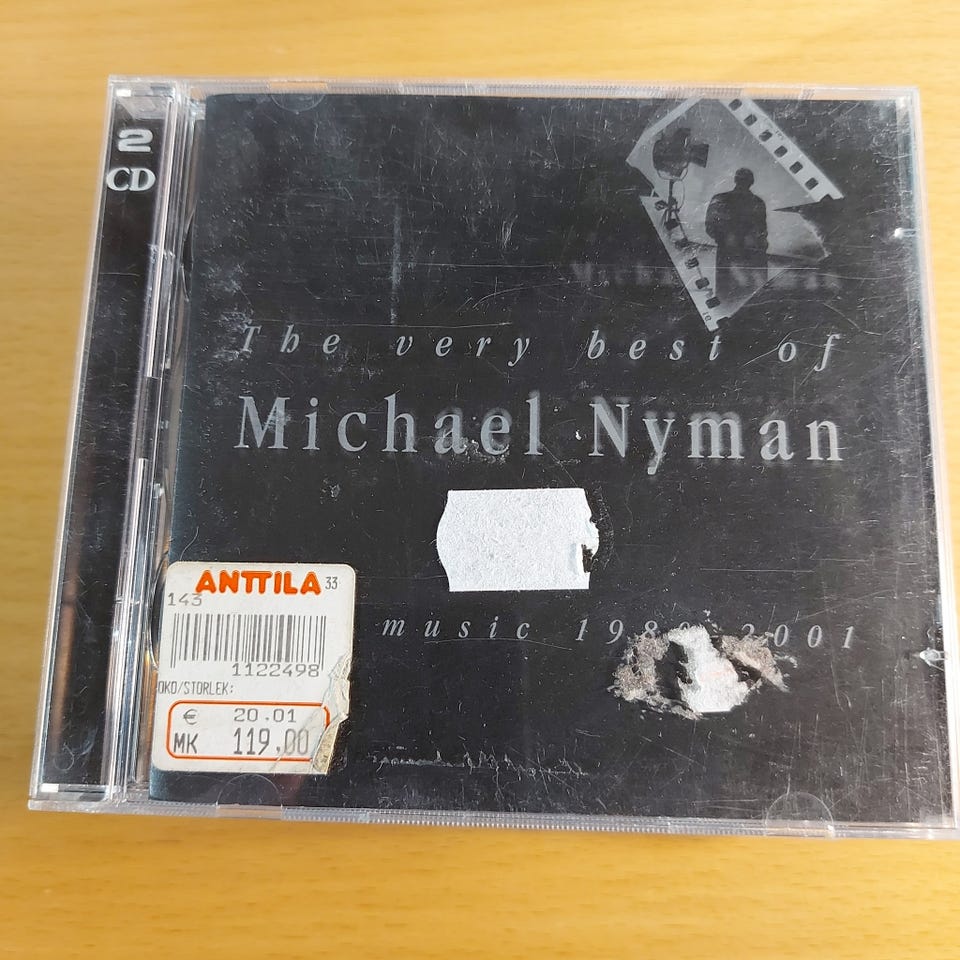 2
CD
The very best of
Michael Nyman
music 1980-2001
ANTTILA 33
143
1122498
OKO/STORLEK:
€ 20.01
MK 119,00